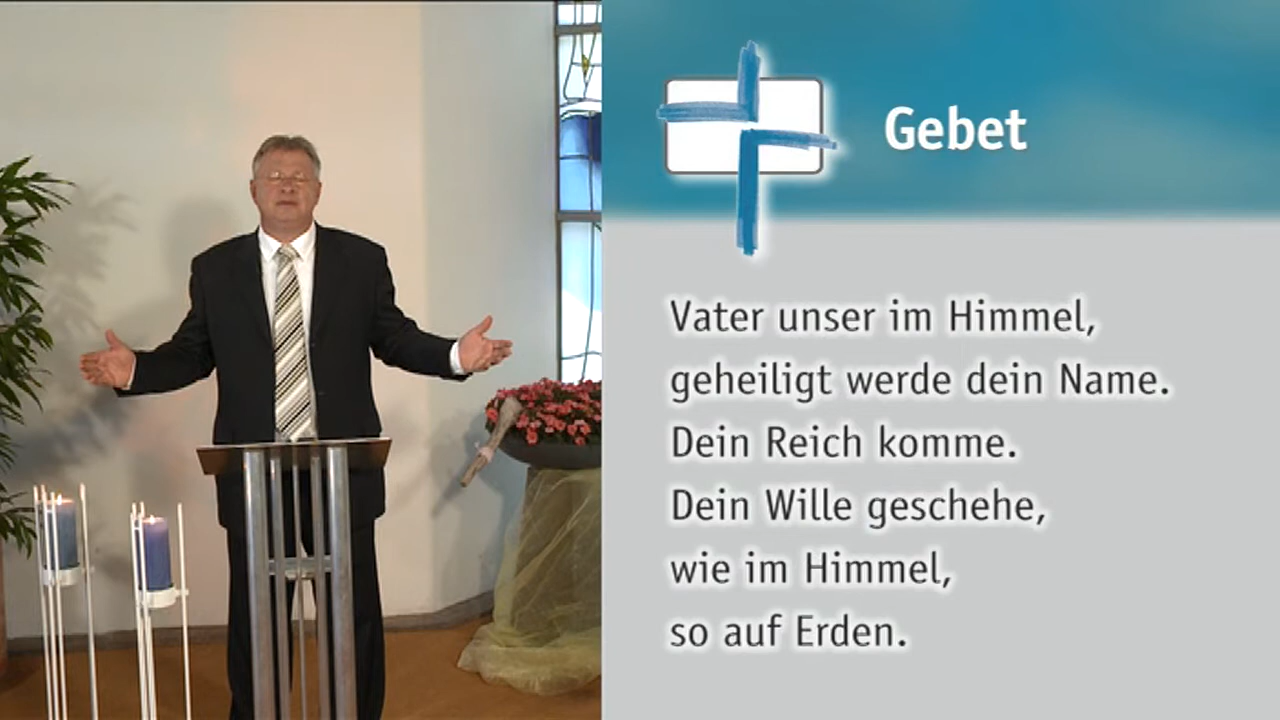 Gebet
Vater unser im Himmel,
geheiligt werde dein Name.
Dein Reich komme.
Dein Wille geschehe,
wie im Himmel,
so auf Erden.